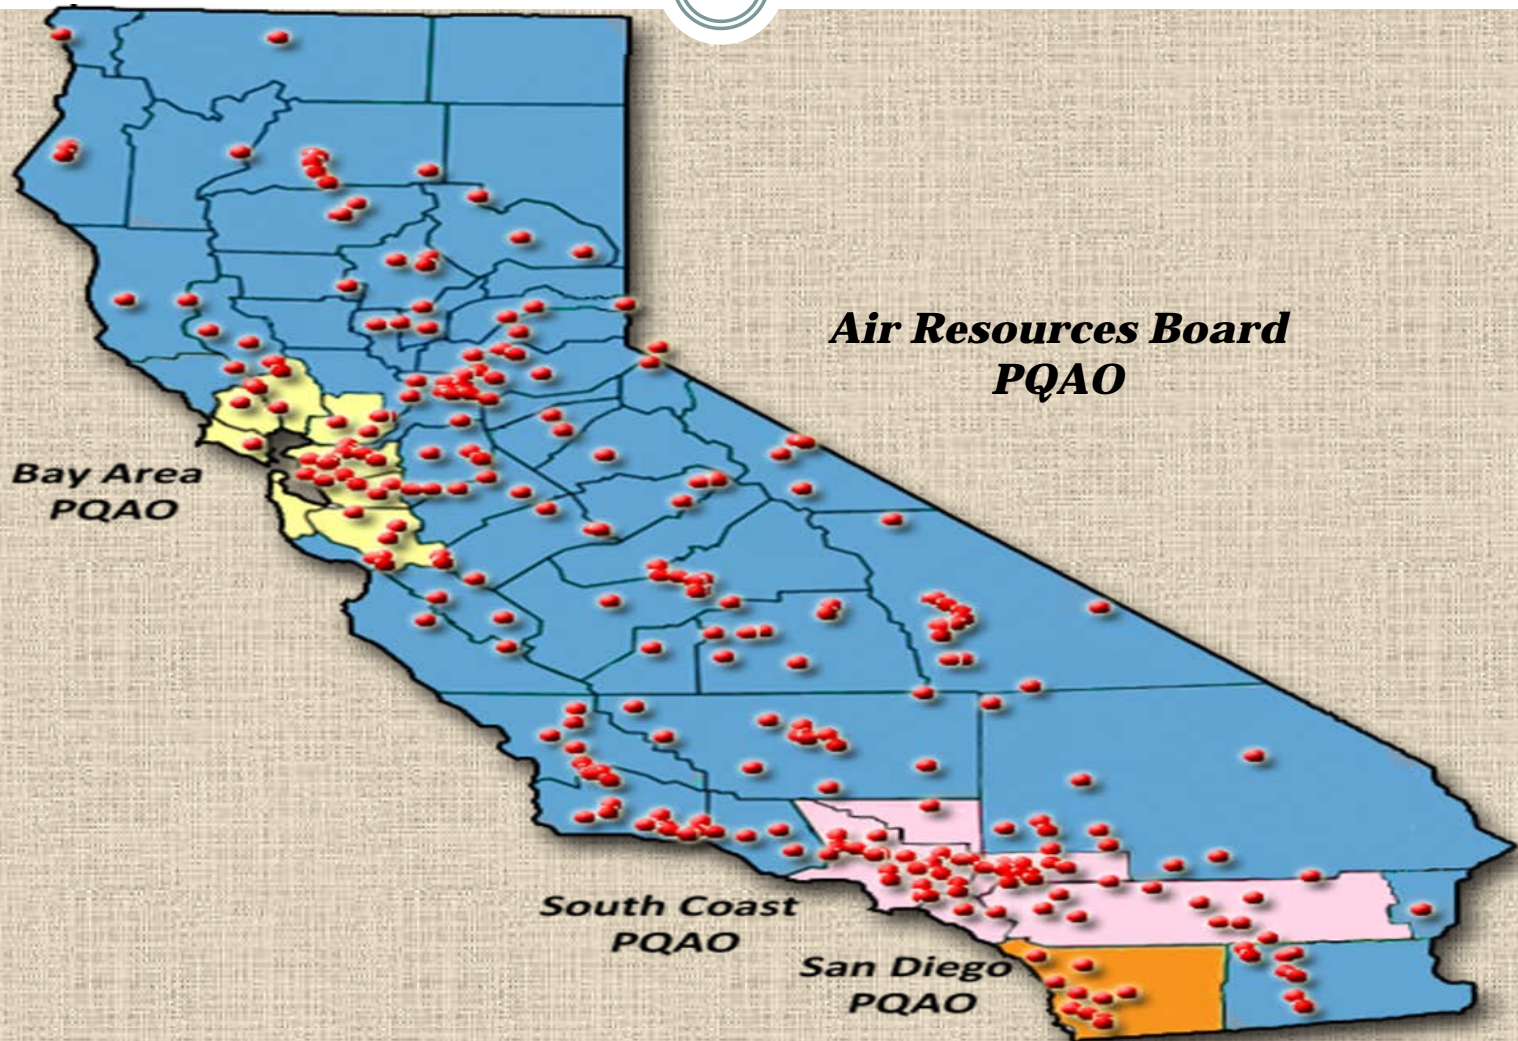 Air Resources Board
PQAO
Bay Area
PQAO
South Coast
PQAO
San Diego
PQAO